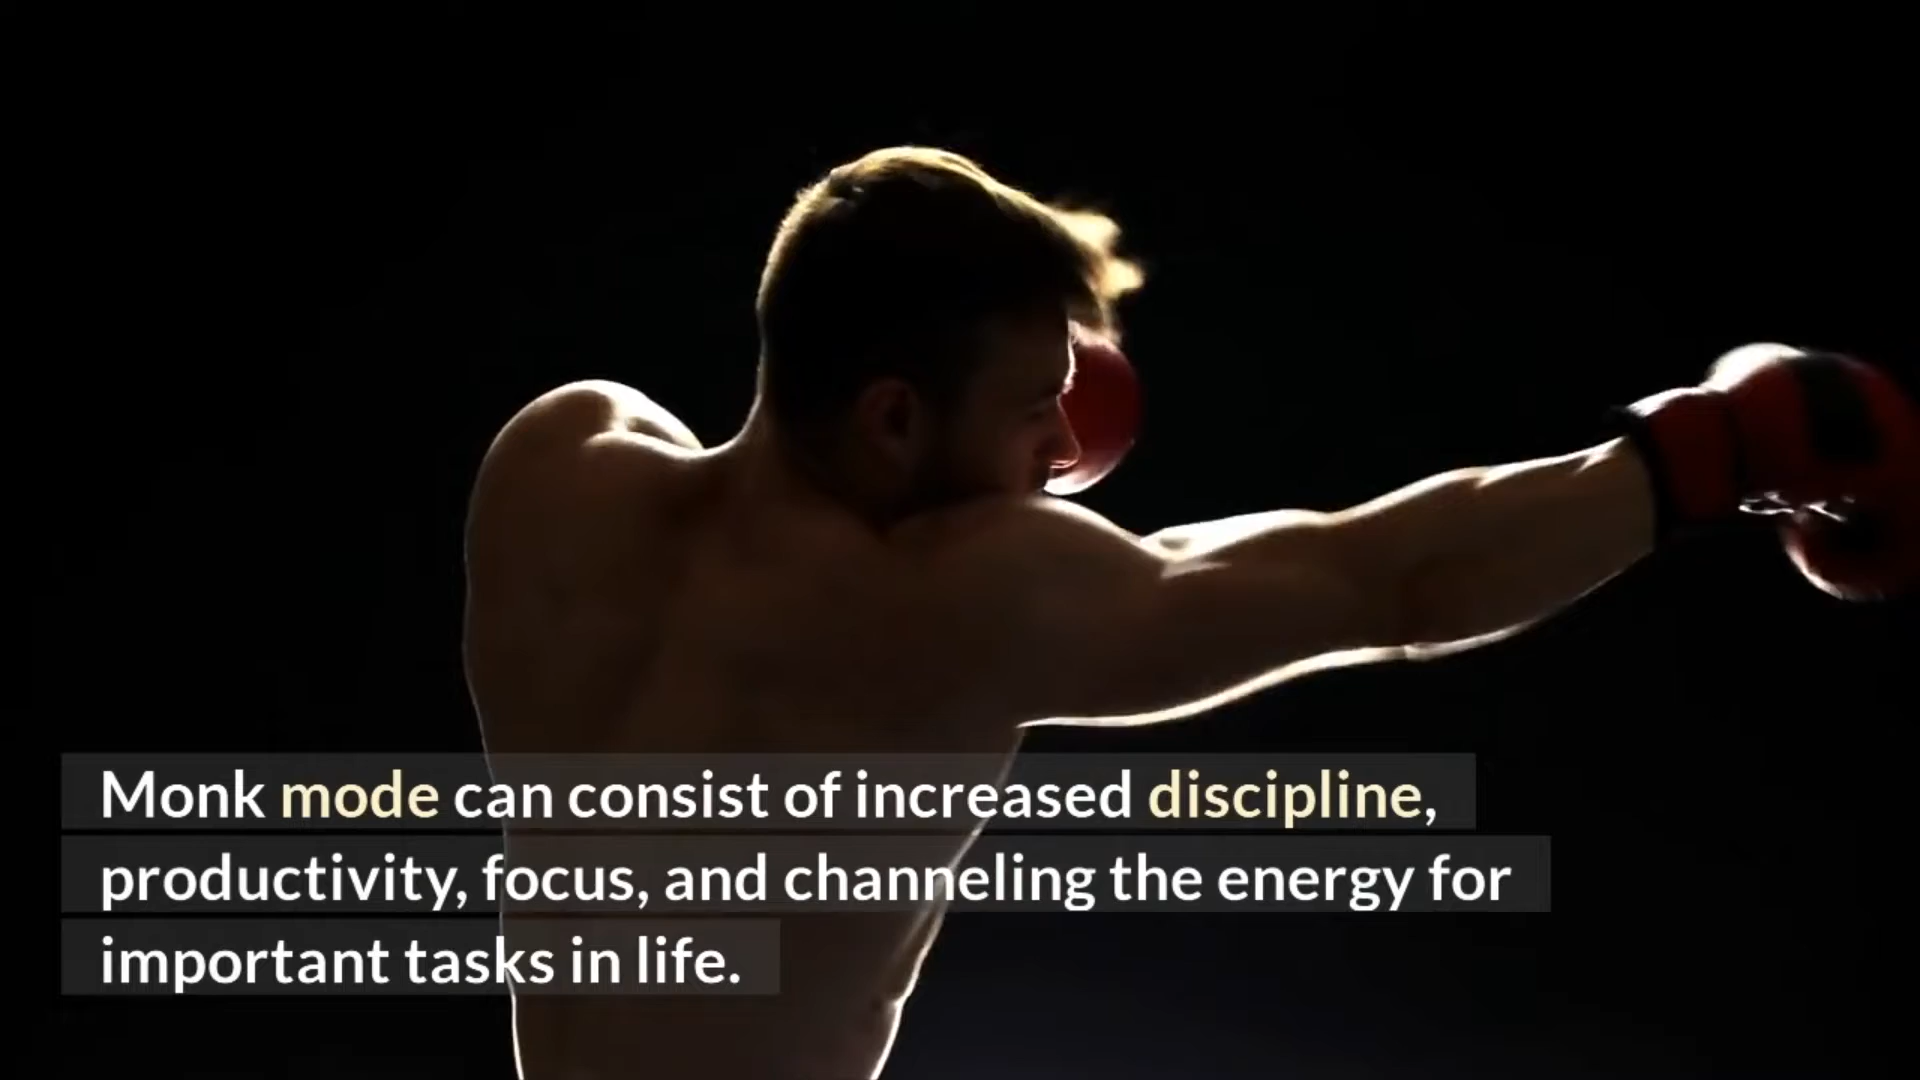 Monk mode can consist of increased discipline,
productivity, focus, and channeling the energy for
important tasks in life.